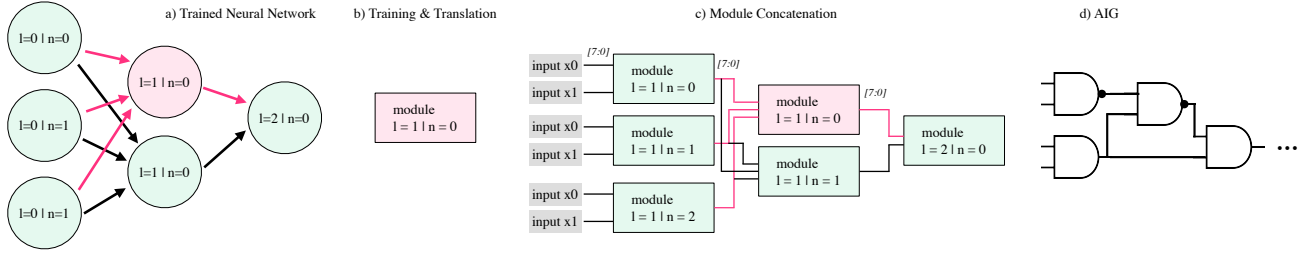 a) Trained Neural Network
l=0 | n=0
l=1 | n=0
l=0 | n=1
l=2 | n=0
l=1 | n=0
l=0 | n=1
b) Training & Translation
module
l = 1 | n = 0
c) Module Concatenation
[7:0]
input x0
input x1
module
l = 1 | n = 0
[7:0]
input x0
input x1
module
l = 1 | n = 1
input x0
input x1
module
l = 1 | n = 2
module
l = 1 | n = 0
[7:0]
module
l = 1 | n = 1
module
l = 2 | n = 0
d) AIG
...